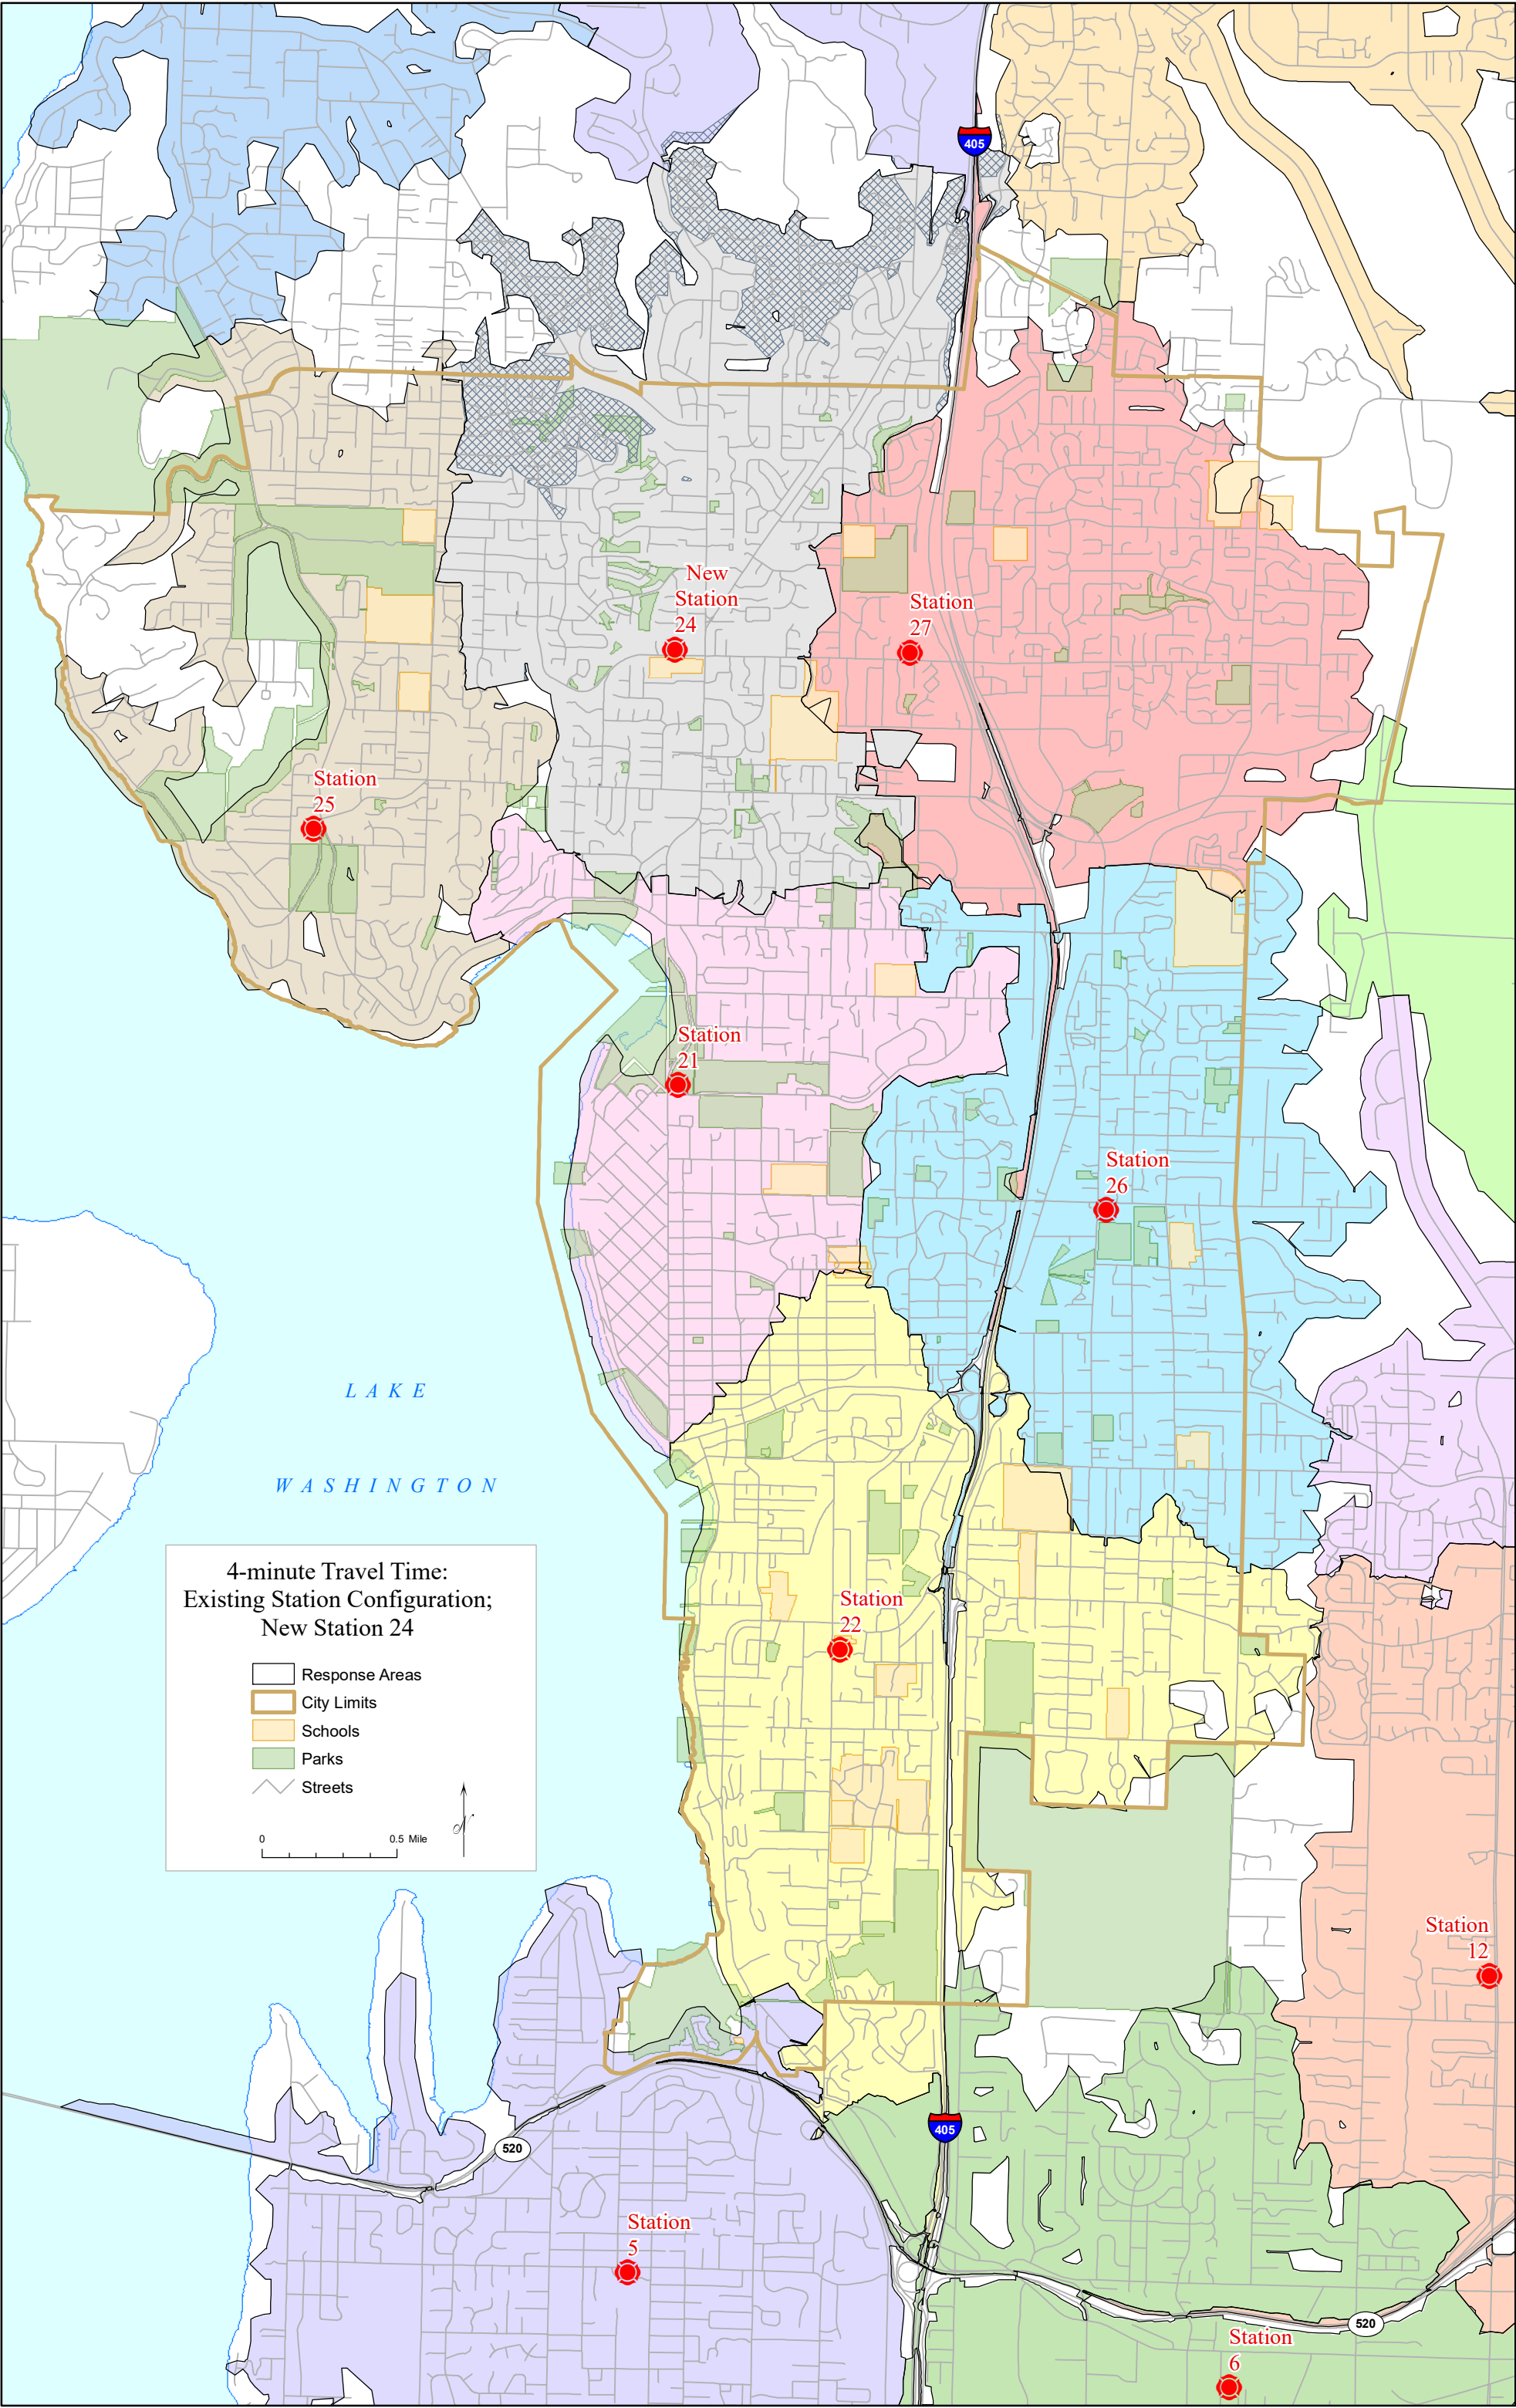 405
New
Station
24
Station
27
Station
25
Station
21
Station
26
L A K E
W A S H I N G T O N
4-minute Travel Time:
Existing Station Configuration;
New Station 24
Response Areas
City Limits
Schools
Parks
Streets
0 0.5 Mile
N
Station
22
Station
12
405
520
Station
5
520
Station
6